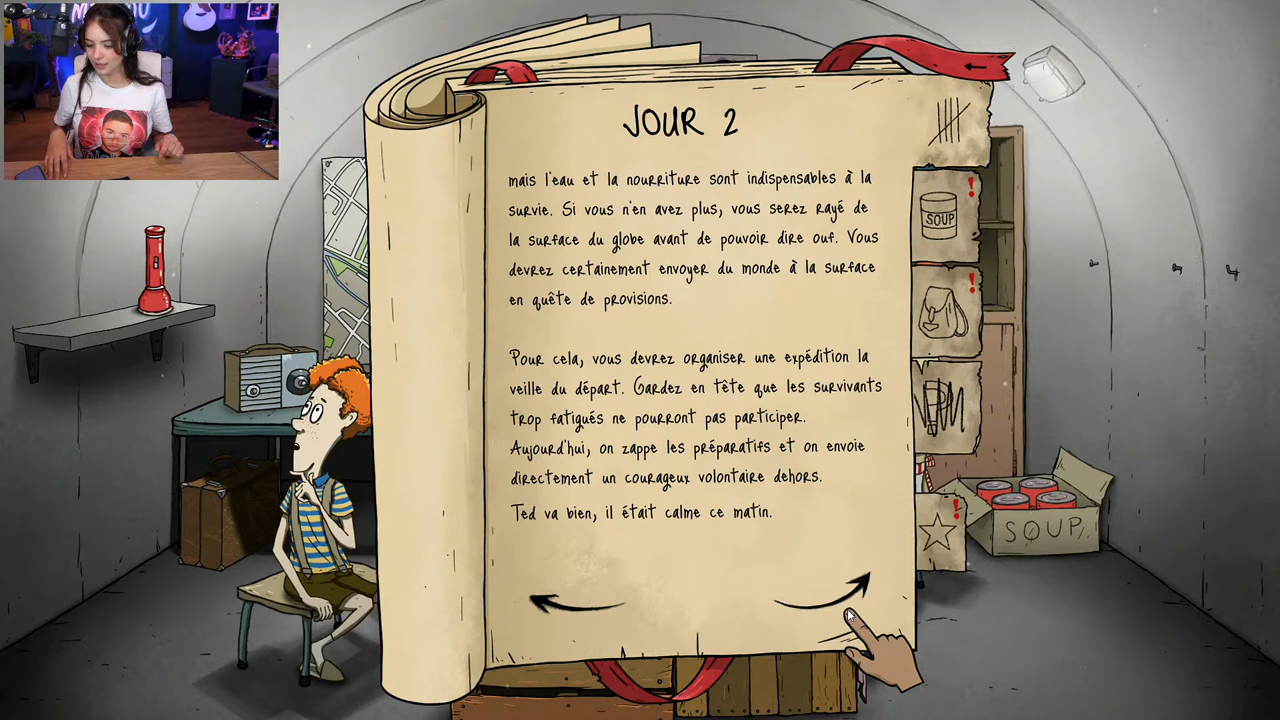 JOUR 2
mais l'eau et la nourriture sont indispensables à la
survie. Si vous n'en avez plus, vous serez rayé de
la surface du globe avant de pouvoir dire ouf. Vous
devrez certainement envoyer du monde à la surface
en quête de provisions.
Pour cela, vous devrez organiser une expédition la
veille du départ. Gardez en tête que les survivants
trop fatigués ne pourront pas participer.
Aujourd'hui, on zappe les préparatifs et on envoie
directement un courageux volontaire dehors.
Ted va bien, il était calme ce matin.
SOUP
SOUP